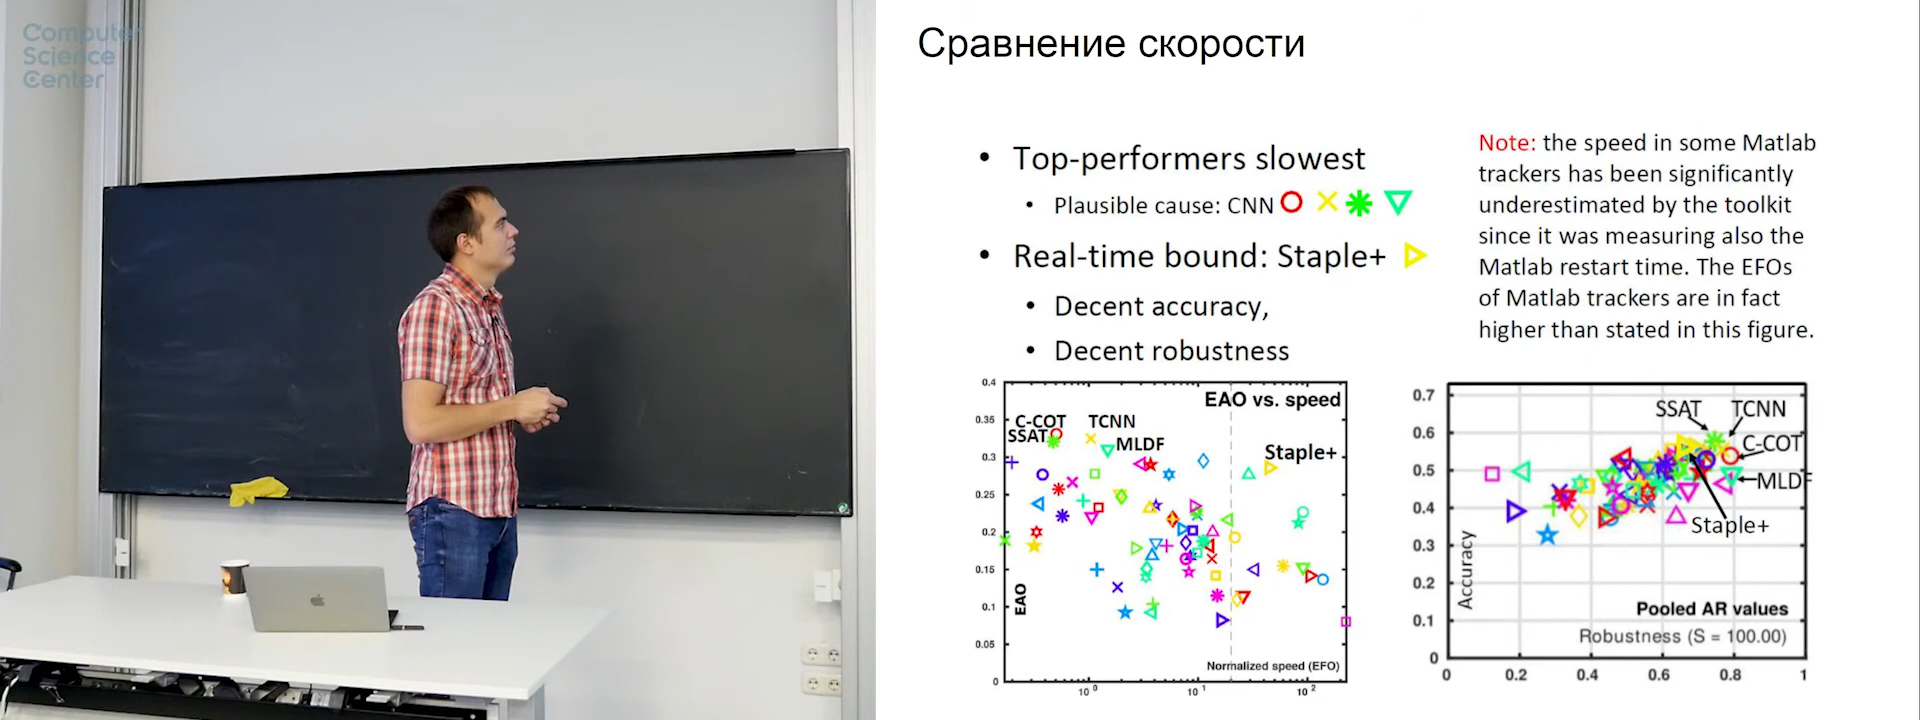 Computer
Science
Center
Сравнение скорости
• Top-performers slowest
• Plausible cause: CNN
• Real-time bound: Staple+
• Decent accuracy,
• Decent robustness
Note: the speed in some Matlab
trackers has been significantly
underestimated by the toolkit
since it was measuring also the
Matlab restart time. The EFOs
of Matlab trackers are in fact
higher than stated in this figure.
EAO vs. speed
C-COT
TCNN
SSAT
MLDF
Staple+
0.4
0.35
0.3
0.25
0.2
0.15
0.1
0.05
0
EAO
Normalized speed (EFO)
10^0
10^1
10^2
0.7
0.6
0.5
0.4
0.3
0.2
0.1
0
Accuracy
SSAT
TCNN
C-COT
MLDF
Staple+
Pooled AR values
Robustness (S = 100.00)
0
0.2
0.4
0.6
0.8
1